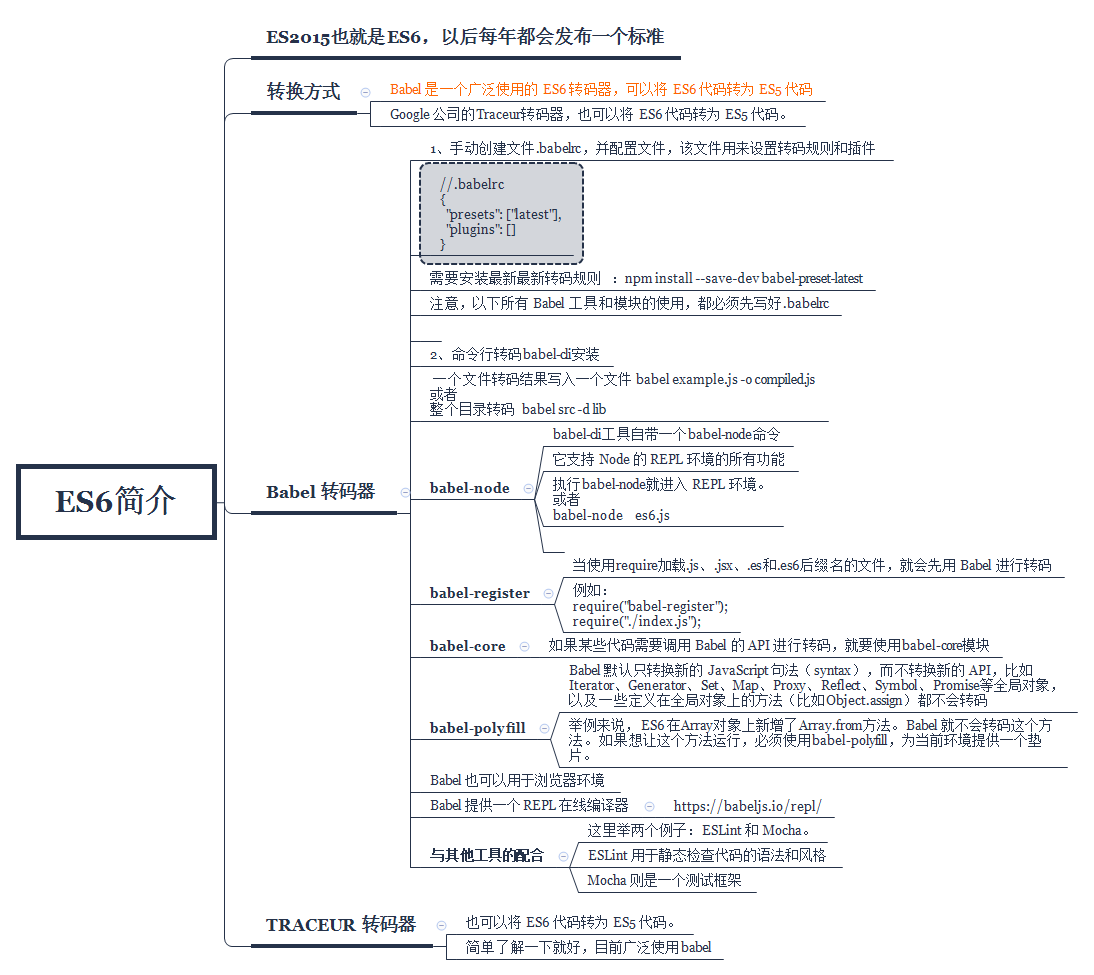 ES2015也就是ES6，以后每年都会发布一个标准
转换方式
Babel 是一个广泛使用的 ES6 转码器，可以将 ES6 代码转为 ES5 代码
Google 公司的Traceur转码器，也可以将 ES6 代码转为 ES5 代码。
ES6简介
Babel 转码器
1、手动创建文件.babelrc，并配置文件，该文件用来设置转码规则和插件
//.babelrc
{
"presets": ["latest"],
"plugins": []
}
需要安装最新最新转码规则 ：npm install --save-dev babel-preset-latest
注意，以下所有 Babel 工具和模块的使用，都必须先写好.babelrc
2、命令行转码babel-cli安装
一个文件转码结果写入一个文件 babel example.js -o compiled.js
或者
整个目录转码 babel src -d lib
babel-node
babel-cli工具自带一个babel-node命令
它支持 Node 的 REPL 环境的所有功能
执行babel-node就进入 REPL 环境。
或者
babel-node es6.js
babel-register
当使用require加载.js、.jsx、.es和.es6后缀名的文件，就会先用 Babel 进行转码
例如：
require("babel-register");
require("./index.js");
babel-core
如果某些代码需要调用 Babel 的 API 进行转码，就要使用babel-core模块
babel-polyfill
Babel 默认只转换新的 JavaScript 句法（syntax），而不转换新的 API，比如
Iterator、Generator、Set、Map、Proxy、Reflect、Symbol、Promise等全局对象，
以及一些定义在全局对象上的方法（比如Object.assign）都不会转码
举例来说，ES6 在Array对象上新增了Array.from方法。Babel 就不会转码这个方
法。如果想让这个方法运行，必须使用babel-polyfill，为当前环境提供一个垫
片。
Babel 也可以用于浏览器环境
Babel 提供一个 REPL 在线编译器
https://babeljs.io/repl/
与其他工具的配合
这里举两个例子：ESLint 和 Mocha。
ESLint 用于静态检查代码的语法和风格
Mocha 则是一个测试框架
TRACEUR 转码器
也可以将 ES6 代码转为 ES5 代码。
简单了解一下就好，目前广泛使用babel